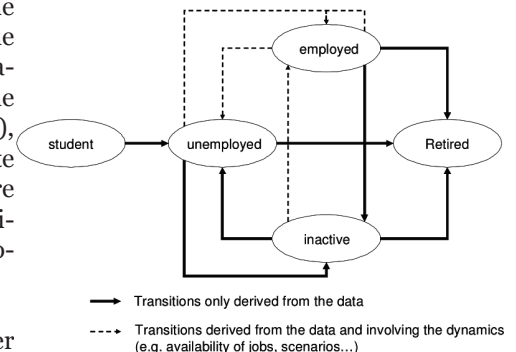 employed
student
unemployed
Retired
inactive
Transitions only derived from the data
Transitions derived from the data and involving the dynamics
(e.g. availability of jobs, scenarios…)